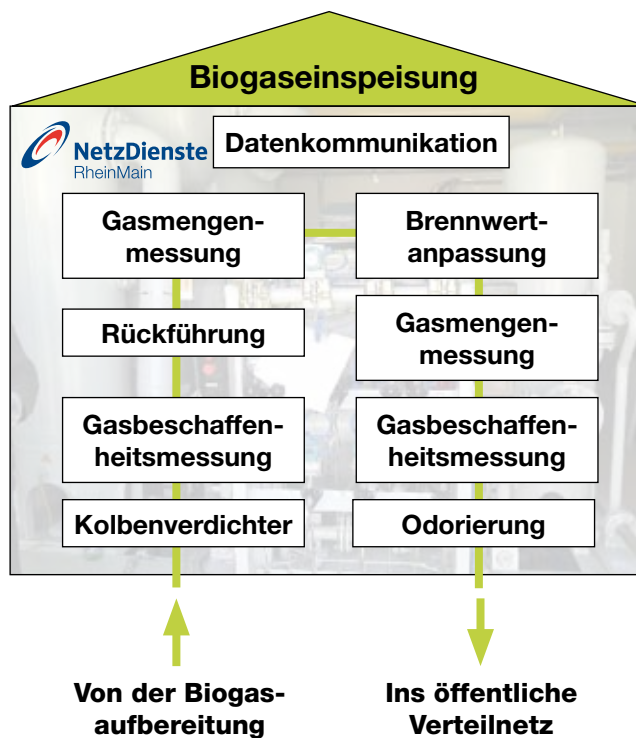 Biogaseinspeisung
NetzDienste
RheinMain
Datenkommunikation
Gasmengen-
messung
Brennwert-
anpassung
Rückführung
Gasmengen-
messung
Gasbeschaffen-
heitsmessung
Gasbeschaffen-
heitsmessung
Kolbenverdichter
Odorierung
Von der Biogas-
aufbereitung
Ins öffentliche
Verteilnetz